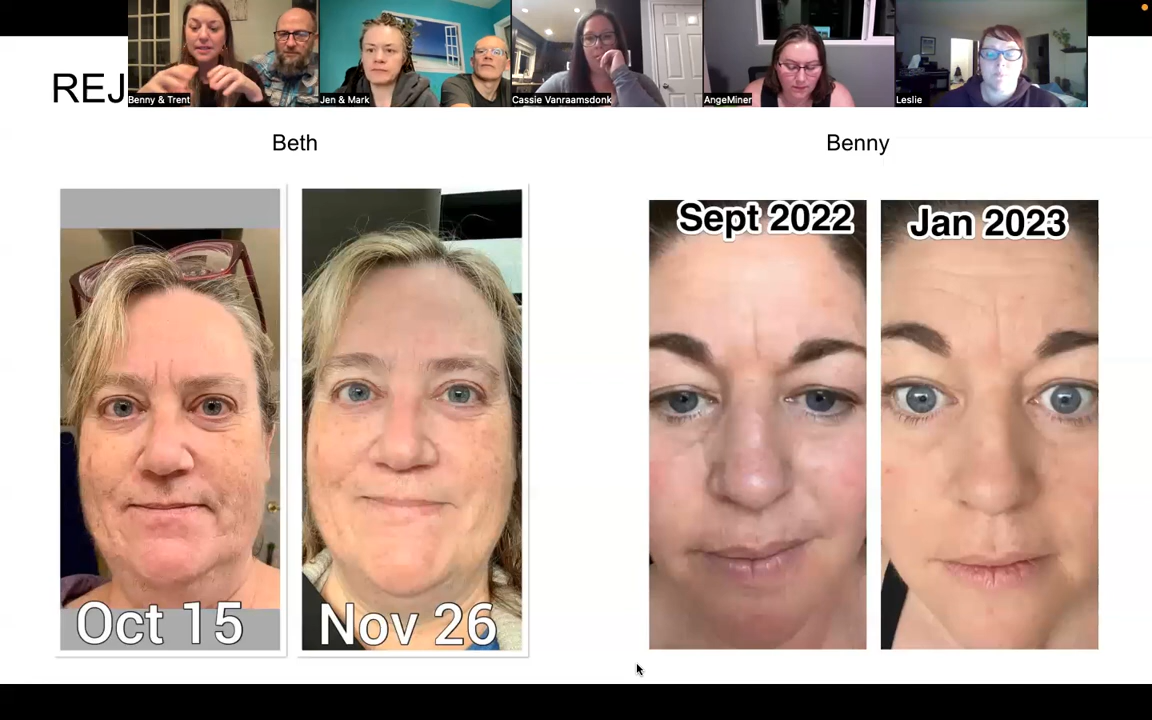 REJ
Benny & Trent
Jen & Mark
Cassie Vanraamsdonk
AngeMiner
Leslie
Beth
Benny
Sept 2022
Jan 2023
Oct 15
Nov 26